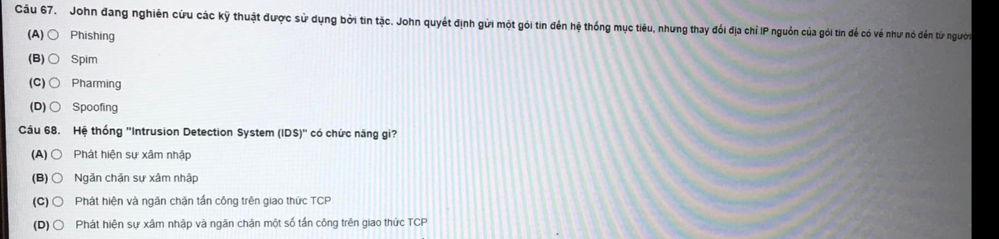 Câu 67. John đang nghiên cứu các kỹ thuật được sử dụng bởi tin tặc. John quyết định gửi một gói tin đến hệ thống mục tiêu, nhưng thay đổi địa chỉ IP nguồn của gói tin để có vẻ như nó đến từ người
(A) Phishing
(B) Spim
(C) Pharming
(D) Spoofing
Câu 68. Hệ thống "Intrusion Detection System (IDS)" có chức năng gì?
(A) Phát hiện sự xâm nhập
(B) Ngăn chặn sự xâm nhập
(C) Phát hiện và ngăn chặn tấn công trên giao thức TCP
(D) Phát hiện sự xâm nhập và ngăn chặn một số tấn công trên giao thức TCP